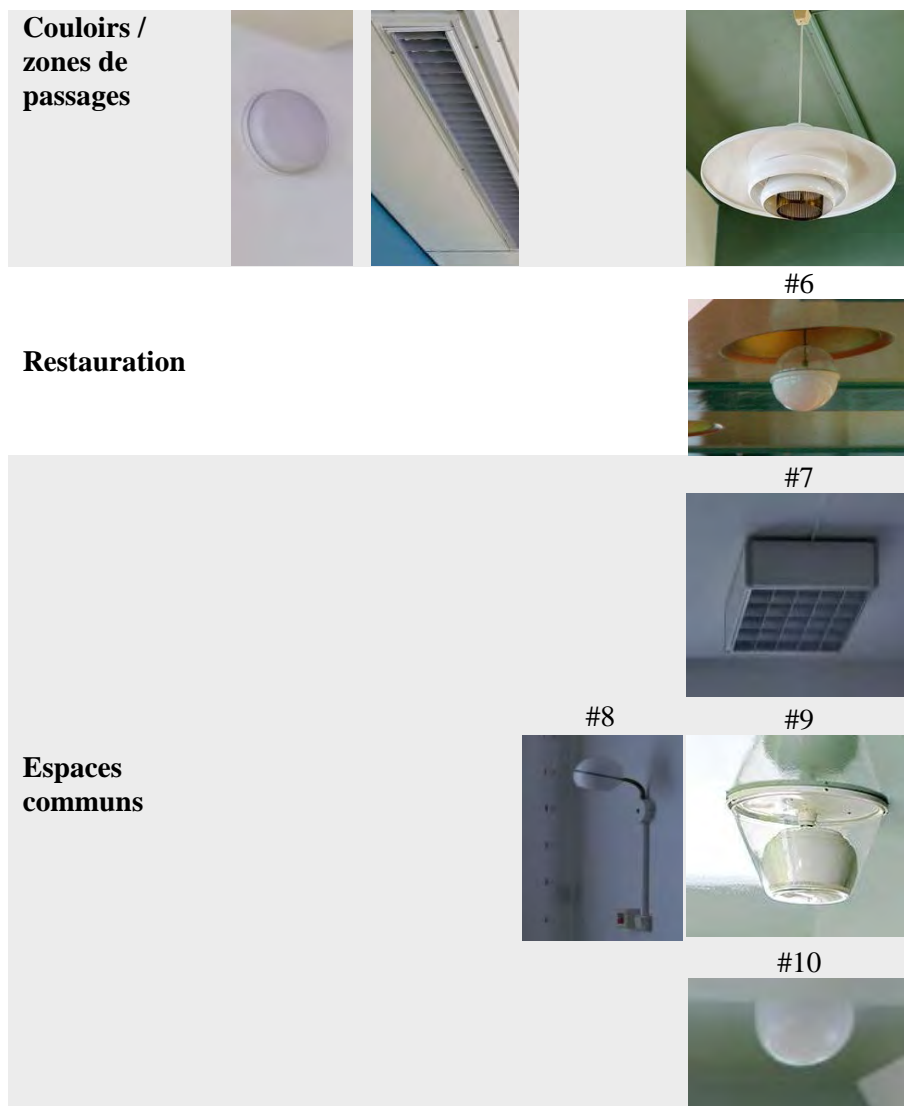 Couloirs /
zones de
passages
#6
Restauration
#7
#8 #9
Espaces
communs
#10